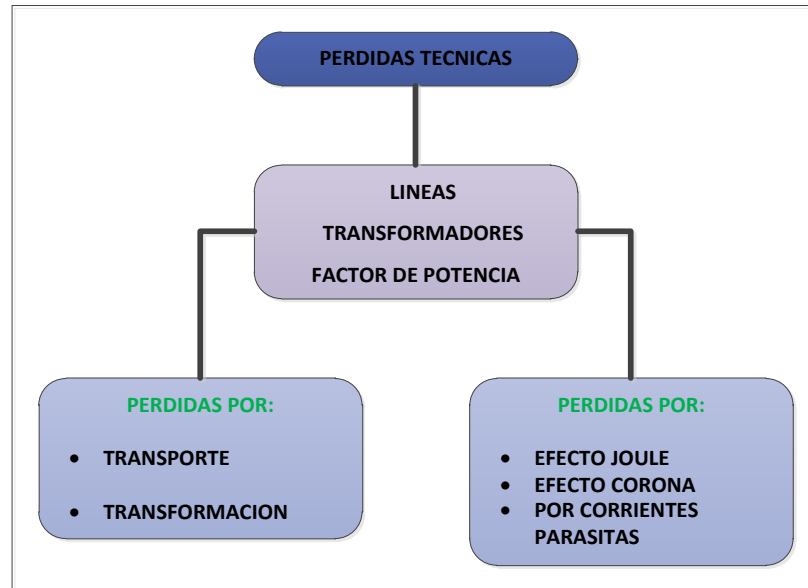 PERDIDAS TECNICAS
LINEAS
TRANSFORMADORES
FACTOR DE POTENCIA
PERDIDAS POR:
• TRANSPORTE
• TRANSFORMACION
PERDIDAS POR:
• EFECTO JOULE
• EFECTO CORONA
• POR CORRIENTES
PARASITAS